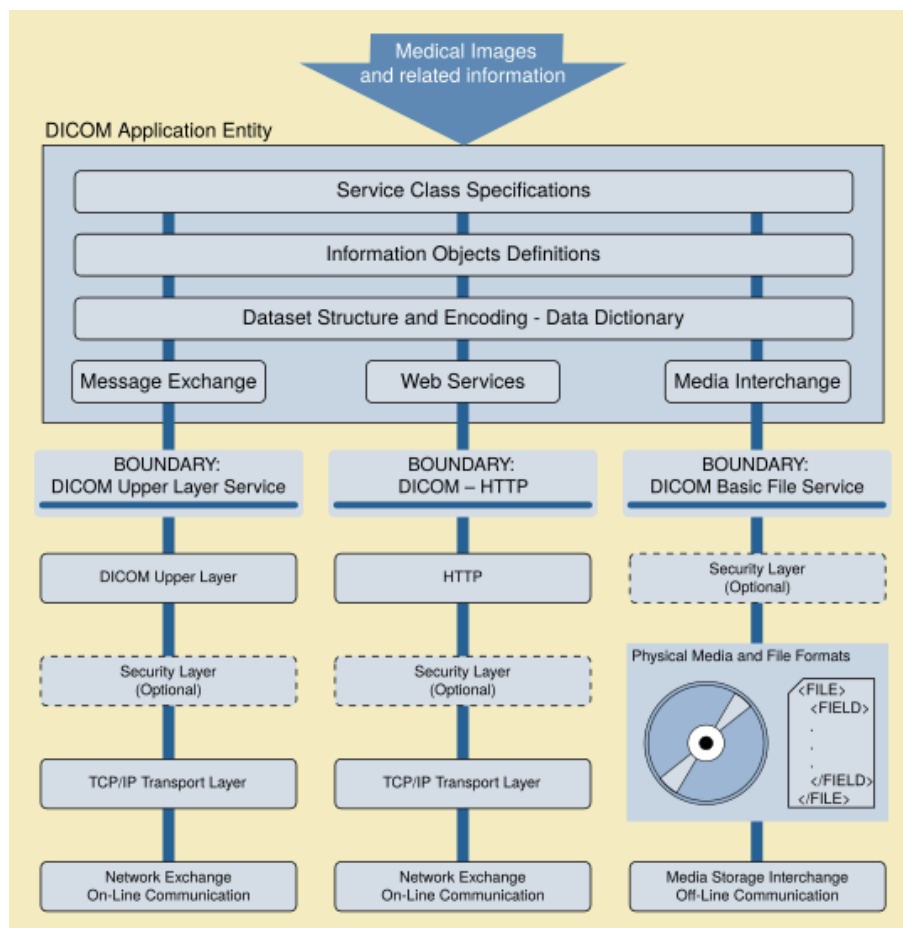 Medical Images
and related information
DICOM Application Entity
Service Class Specifications
Information Objects Definitions
Dataset Structure and Encoding - Data Dictionary
Message Exchange
Web Services
Media Interchange
BOUNDARY:
DICOM Upper Layer Service
BOUNDARY:
DICOM – HTTP
BOUNDARY:
DICOM Basic File Service
DICOM Upper Layer
HTTP
Security Layer
(Optional)
Security Layer
(Optional)
Security Layer
(Optional)
Physical Media and File Formats
<FILE>
<FIELD>
.
.
.
</FIELD>
</FILE>
TCP/IP Transport Layer
TCP/IP Transport Layer
Network Exchange
On-Line Communication
Network Exchange
On-Line Communication
Media Storage Interchange
Off-Line Communication